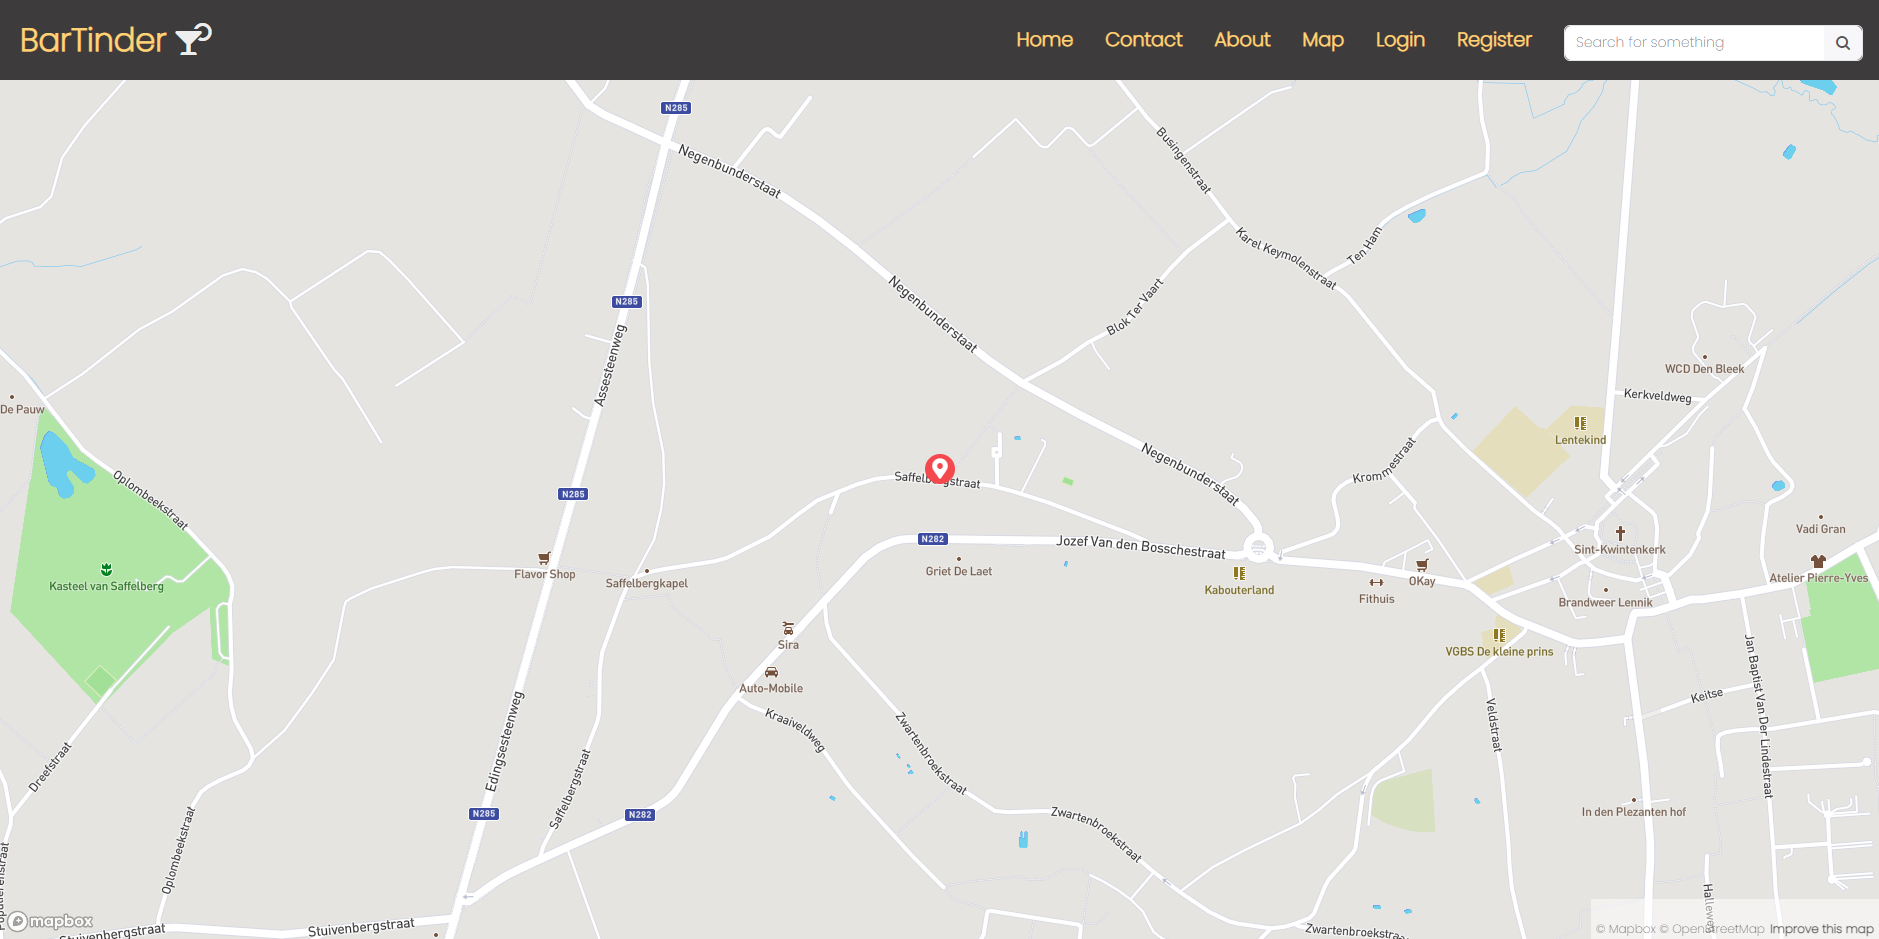 BarTinder
Home
Contact
About
Map
Login
Register
Search for something
N285
Negenbunderstaat
Busingenstraat
Karel Keymolenstraat
Ten Ham
N285
Negenbunderstaat
Blok Ter Vaart
Assesteenweg
WCD Den Bleek
Kerkveldweg
De Pauw
Lentekind
Negenbunderstaat
Krommestraat
Oplombeekstraat
N285
Saffelbergstraat
Vadi Gran
N282
Jozef Van den Bosschestraat
Sint-Kwintenkerk
Flavor Shop
Saffelbergkapel
Griet De Laet
Kabouterland
Fithuis
OKay
Atelier Pierre-Yves
Kasteel van Saffelberg
Brandweer Lennik
Sira
VGBS De kleine prins
Auto-Mobile
Jan Baptist Van Der Lindestraat
Keitse
Kraaiveldweg
Zwartenbroekstraat
Veldstraat
Edingsesteenweg
Dreefstraat
Saffelbergstraat
N285
N282
Oplombeekstraat
Zwartenbroekstraat
In den Plezanten hof
mapbox
Stuivenbergstraat
Stuivenbergstraat
Zwartenbroekstra
© Mapbox © OpenStreetMap Improve this map